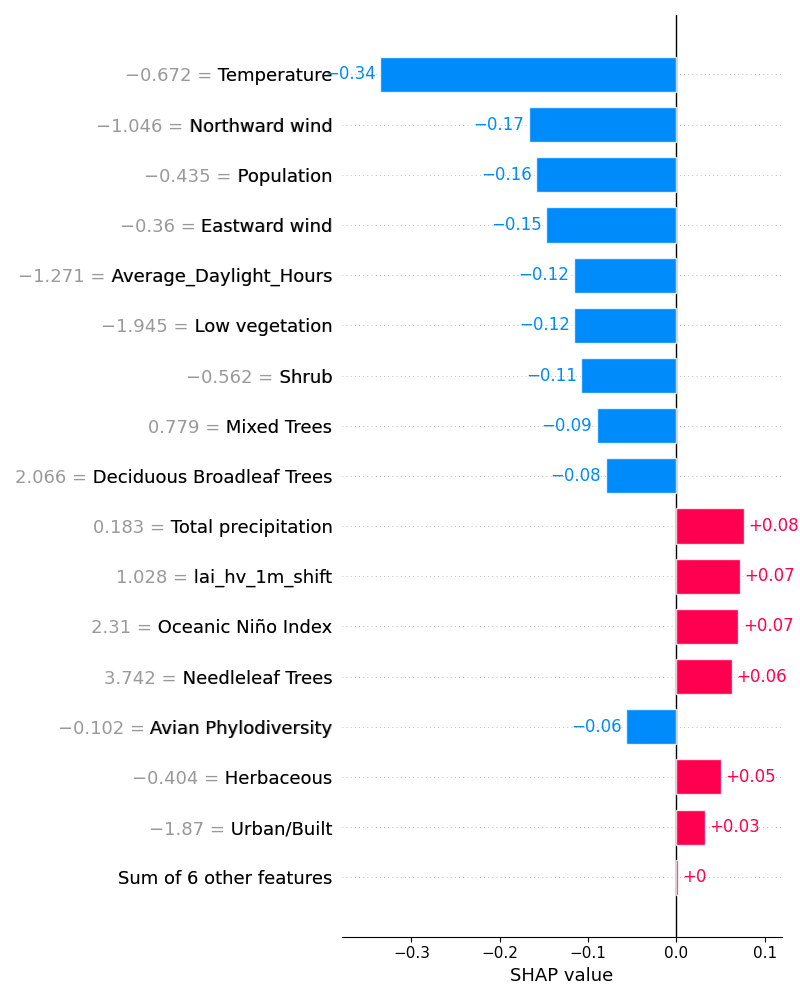 −0.672 = Temperature −0.34
−1.046 = Northward wind −0.17
−0.435 = Population −0.16
−0.36 = Eastward wind −0.15
−1.271 = Average_Daylight_Hours −0.12
−1.945 = Low vegetation −0.12
−0.562 = Shrub −0.11
0.779 = Mixed Trees −0.09
2.066 = Deciduous Broadleaf Trees −0.08
0.183 = Total precipitation +0.08
1.028 = lai_hv_1m_shift +0.07
2.31 = Oceanic Niño Index +0.07
3.742 = Needleleaf Trees +0.06
−0.102 = Avian Phylodiversity −0.06
−0.404 = Herbaceous +0.05
−1.87 = Urban/Built +0.03
Sum of 6 other features +0
−0.3 −0.2 −0.1 0.0 0.1
SHAP value